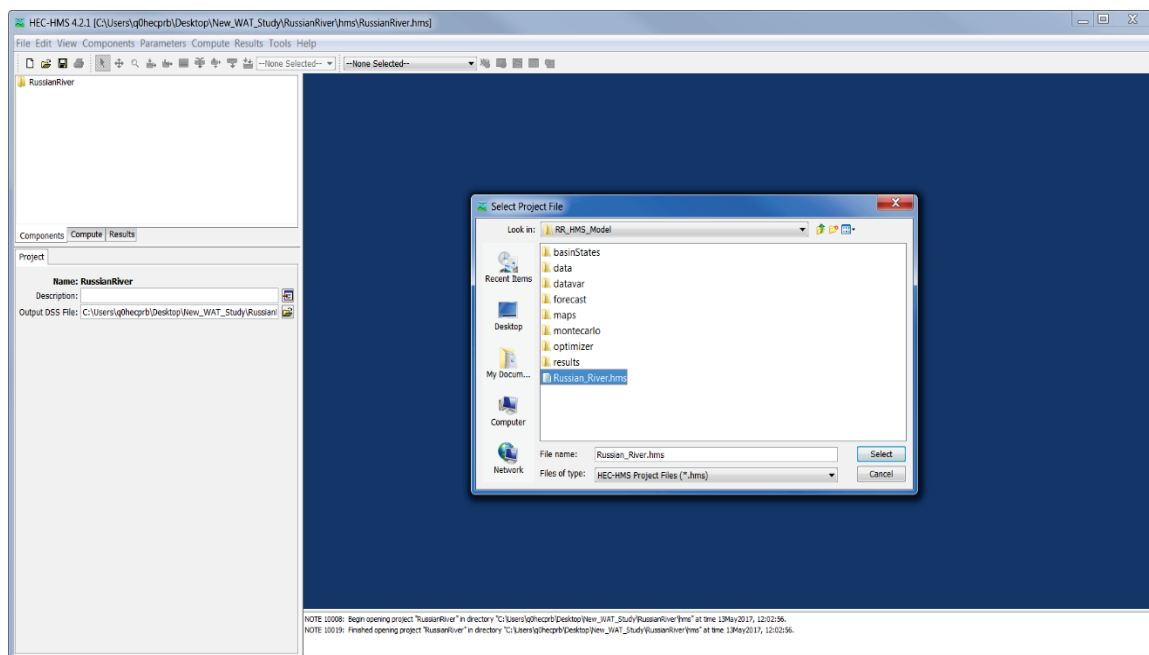 HEC-HMS 4.2.1 [C:\Users\q0hecprb\Desktop\New_WAT_Study\RussianRiver\hms\RussianRiver.hms]
File Edit View Components Parameters Compute Results Tools Help
--None Selected-- --None Selected--
RussianRiver
Components Compute Results
Project
Name: RussianRiver
Description:
Output DSS File: C:\Users\q0hecprb\Desktop\New_WAT_Study\Russian
Select Project File
Look in: RR_HMS_Model
Recent Items
Desktop
My Docum...
Computer
Network
basinStates
data
datavar
forecast
maps
montecarlo
optimizer
results
Russian_River.hms
File name: Russian_River.hms Select
Files of type: HEC-HMS Project Files (*.hms) Cancel
NOTE 10008: Begin opening project "RussianRiver" in directory "C:\Users\q0hecprb\Desktop\New_WAT_Study\RussianRiver\hms" at time 13May2017, 12:02:56.
NOTE 10019: Finished opening project "RussianRiver" in directory "C:\Users\q0hecprb\Desktop\New_WAT_Study\RussianRiver\hms" at time 13May2017, 12:02:56.